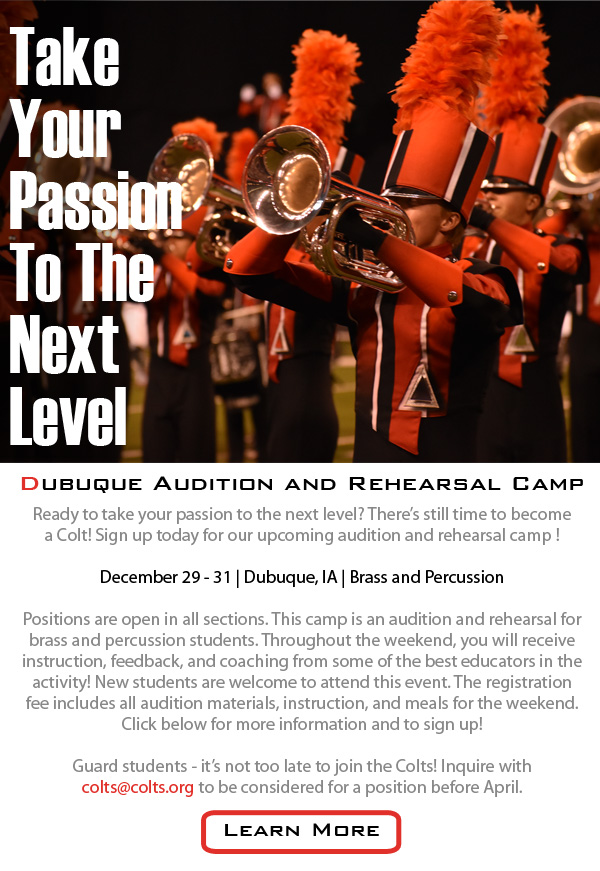 Take
Your
Passion
To The
Next
Level
Dubuque Audition and Rehearsal Camp
Ready to take your passion to the next level? There's still time to become
a Colt! Sign up today for our upcoming audition and rehearsal camp !
December 29 - 31 | Dubuque, IA | Brass and Percussion
Positions are open in all sections. This camp is an audition and rehearsal for
brass and percussion students. Throughout the weekend, you will receive
instruction, feedback, and coaching from some of the best educators in the
activity! New students are welcome to attend this event. The registration
fee includes all audition materials, instruction, and meals for the weekend.
Click below for more information and to sign up!
Guard students - it's not too late to join the Colts! Inquire with
colts@colts.org to be considered for a position before April.
Learn More